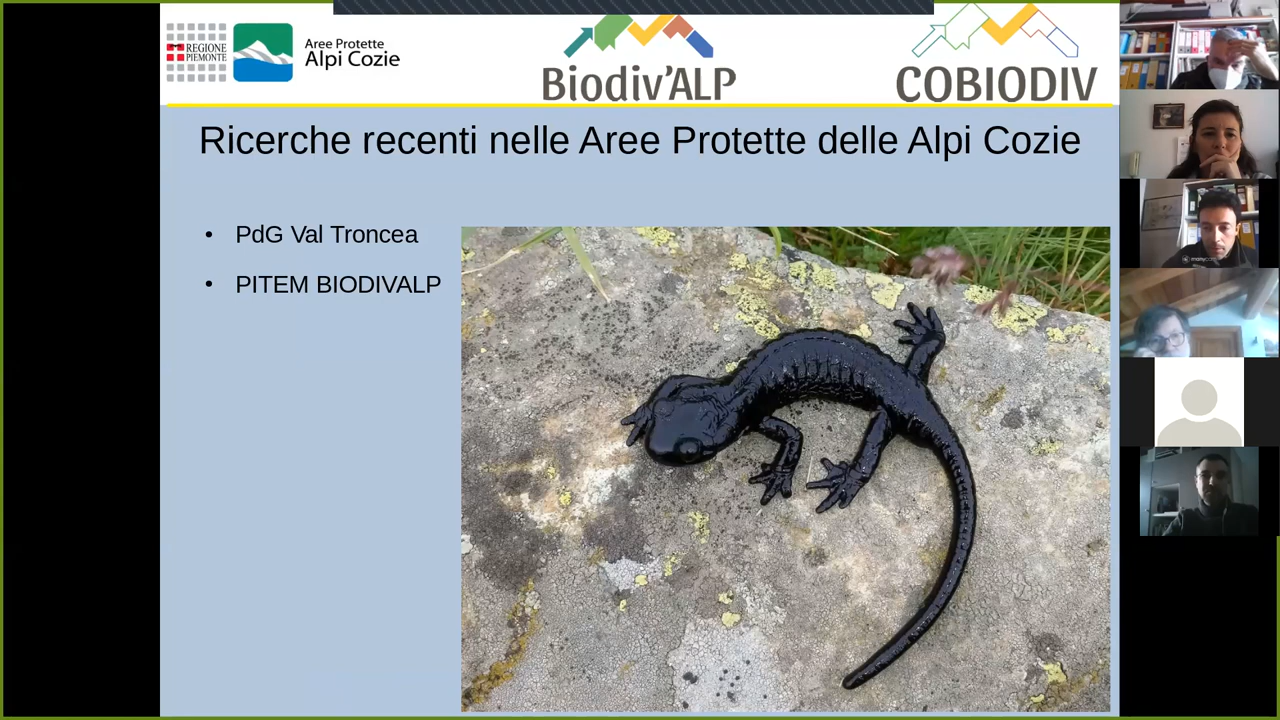 REGIONE
PIEMONTE
Aree Protette
Alpi Cozie
Biodiv'ALP
COBIODIV
Ricerche recenti nelle Aree Protette delle Alpi Cozie
• PdG Val Troncea
• PITEM BIODIVALP